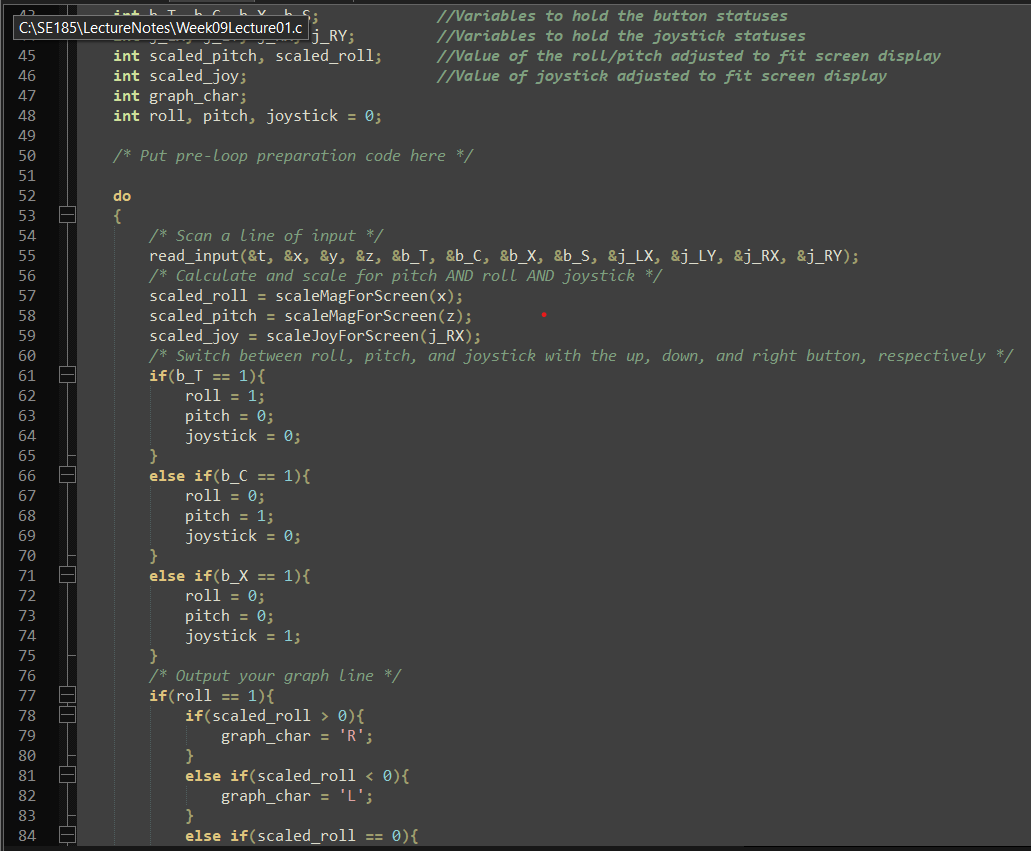 43 int b_T, b_C, b_X, b_S; //Variables to hold the button statuses
C:\SE185\LectureNotes\Week09Lecture01.c j_RY; //Variables to hold the joystick statuses
45 int scaled_pitch, scaled_roll; //Value of the roll/pitch adjusted to fit screen display
46 int scaled_joy; //Value of joystick adjusted to fit screen display
47 int graph_char;
48 int roll, pitch, joystick = 0;
49
50 /* Put pre-loop preparation code here */
51
52 do
53 {
54 /* Scan a line of input */
55 read_input(&t, &x, &y, &z, &b_T, &b_C, &b_X, &b_S, &j_LX, &j_LY, &j_RX, &j_RY);
56 /* Calculate and scale for pitch AND roll AND joystick */
57 scaled_roll = scaleMagForScreen(x);
58 scaled_pitch = scaleMagForScreen(z);
59 scaled_joy = scaleJoyForScreen(j_RX);
60 /* Switch between roll, pitch, and joystick with the up, down, and right button, respectively */
61 if(b_T == 1){
62 roll = 1;
63 pitch = 0;
64 joystick = 0;
65 }
66 else if(b_C == 1){
67 roll = 0;
68 pitch = 1;
69 joystick = 0;
70 }
71 else if(b_X == 1){
72 roll = 0;
73 pitch = 0;
74 joystick = 1;
75 }
76 /* Output your graph line */
77 if(roll == 1){
78 if(scaled_roll > 0){
79 graph_char = 'R';
80 }
81 else if(scaled_roll < 0){
82 graph_char = 'L';
83 }
84 else if(scaled_roll == 0){